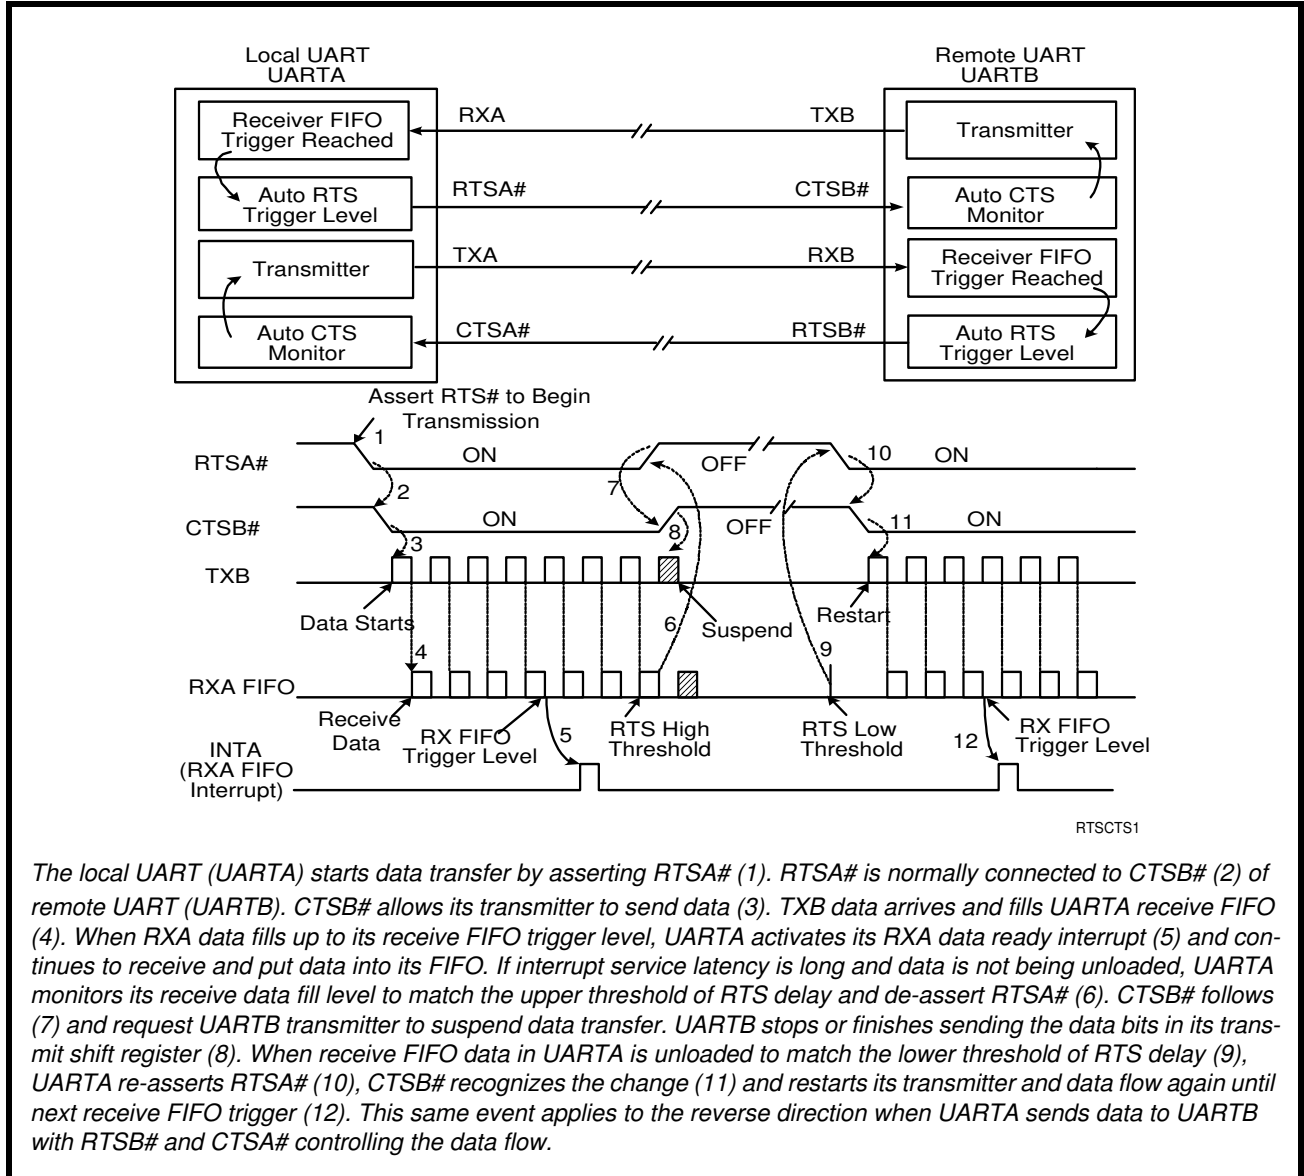 Local UART
UARTA
Remote UART
UARTB
Receiver FIFO
Trigger Reached
RXA
TXB
Transmitter
Auto RTS
Trigger Level
RTSA#
CTSB#
Auto CTS
Monitor
Transmitter
TXA
RXB
Receiver FIFO
Trigger Reached
Auto CTS
Monitor
CTSA#
RTSB#
Auto RTS
Trigger Level
Assert RTS# to Begin
Transmission
RTSA#
1
ON
OFF
10
ON
2
7
CTSB#
ON
8
OFF
11
ON
3
TXB
Data Starts
6
Suspend
Restart
4
9
RXA FIFO
Receive
Data
RX FIFO
Trigger Level
5
RTS High
Threshold
RTS Low
Threshold
12
RX FIFO
Trigger Level
INTA
(RXA FIFO
Interrupt)
RTSCTS1
The local UART (UARTA) starts data transfer by asserting RTSA# (1). RTSA# is normally connected to CTSB# (2) of
remote UART (UARTB). CTSB# allows its transmitter to send data (3). TXB data arrives and fills UARTA receive FIFO
(4). When RXA data fills up to its receive FIFO trigger level, UARTA activates its RXA data ready interrupt (5) and con-
tinues to receive and put data into its FIFO. If interrupt service latency is long and data is not being unloaded, UARTA
monitors its receive data fill level to match the upper threshold of RTS delay and de-assert RTSA# (6). CTSB# follows
(7) and request UARTB transmitter to suspend data transfer. UARTB stops or finishes sending the data bits in its trans-
mit shift register (8). When receive FIFO data in UARTA is unloaded to match the lower threshold of RTS delay (9),
UARTA re-asserts RTSA# (10), CTSB# recognizes the change (11) and restarts its transmitter and data flow again until
next receive FIFO trigger (12). This same event applies to the reverse direction when UARTA sends data to UARTB
with RTSB# and CTSA# controlling the data flow.